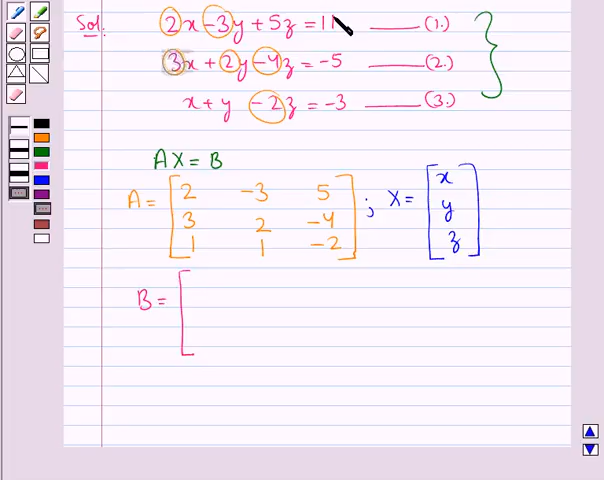 Sol. 2x -3y + 5z = 11 ——— (1.)
3x + 2y -4z = -5 ——— (2.)
x + y -2z = -3 ——— (3.)
AX = B
A = [2 -3 5; X = [x
3 2 -4 y
1 1 -2] z]
B = [